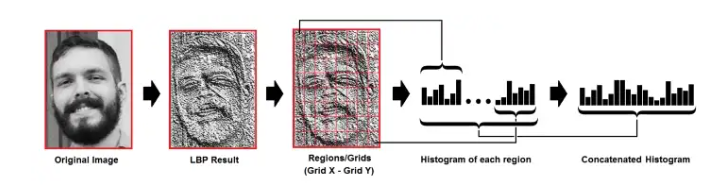 Original Image
LBP Result
Regions/Grids
(Grid X - Grid Y)
Histogram of each region
Concatenated Histogram